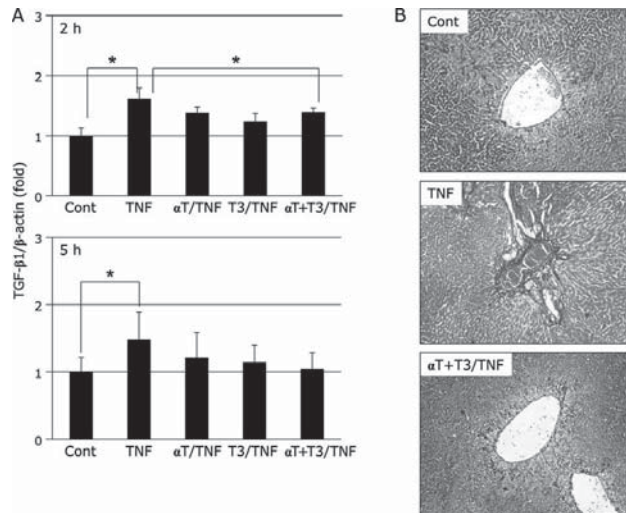 A
TGF-β1/β-actin (fold)
3
2 h
*
*
2
1
0
Cont TNF αT/TNF T3/TNF αT+T3/TNF
3
5 h
*
2
1
0
Cont TNF αT/TNF T3/TNF αT+T3/TNF
B
Cont
TNF
αT+T3/TNF